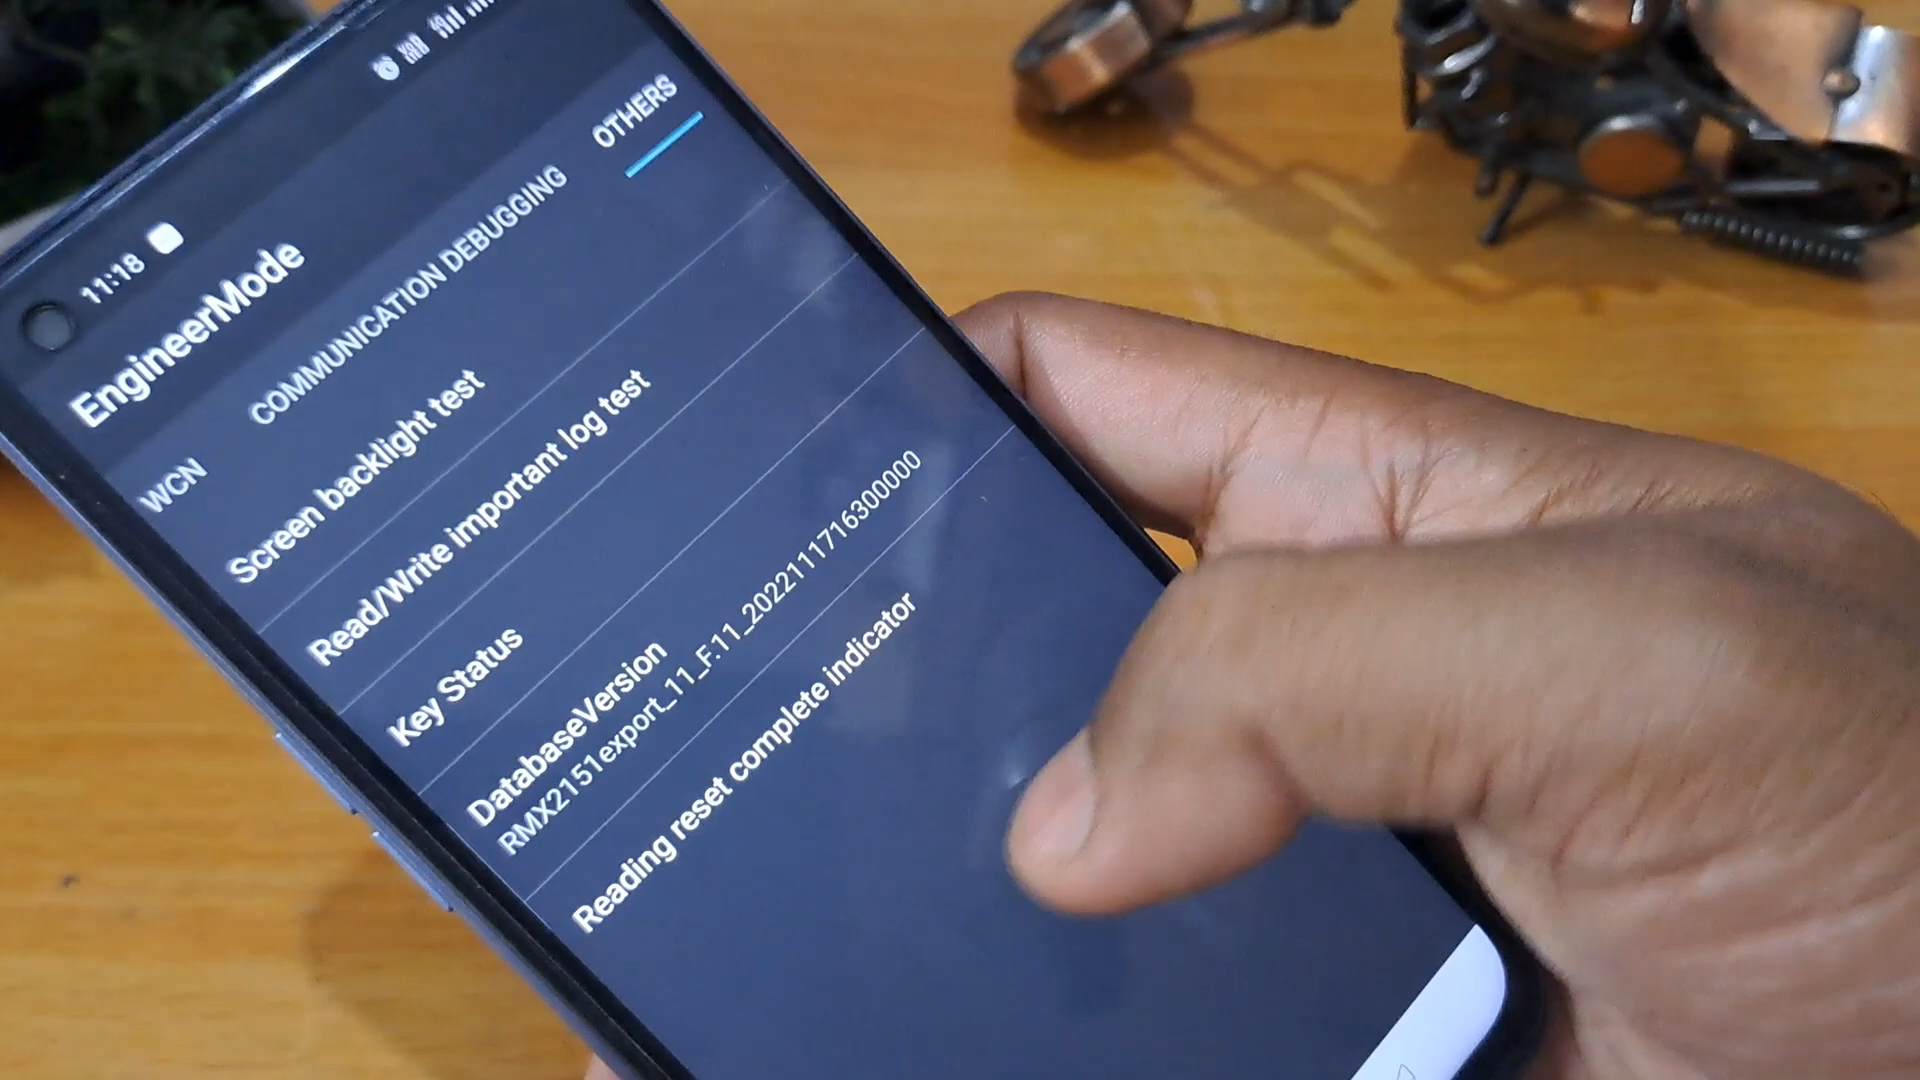 11:18
EngineerMode
WCN COMMUNICATION DEBUGGING OTHERS
Screen backlight test
Read/Write important log test
Key Status
DatabaseVersion
RMX2151export_11_F.11_2022111716300000
Reading reset complete indicator